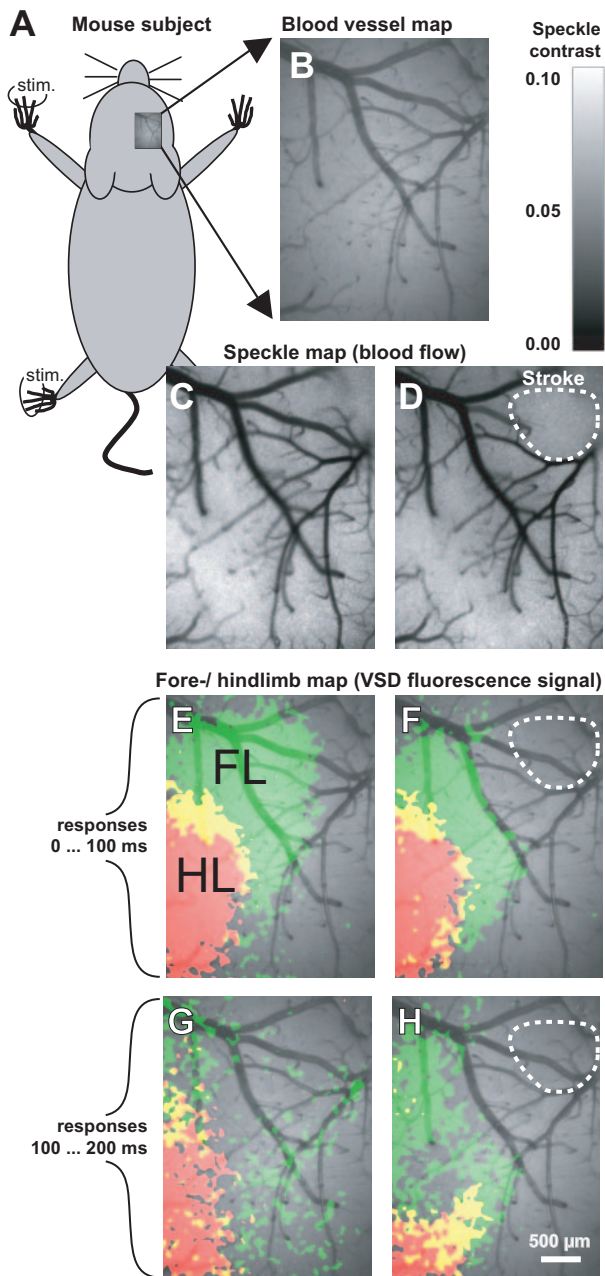 A
Mouse subject
Blood vessel map
Speckle
contrast
stim.
B
0.10
0.05
0.00
stim.
Speckle map (blood flow)
C
D
Stroke
Fore-/ hindlimb map (VSD fluorescence signal)
E
FL
HL
F
responses
0 ... 100 ms
G
H
responses
100 ... 200 ms
500 µm